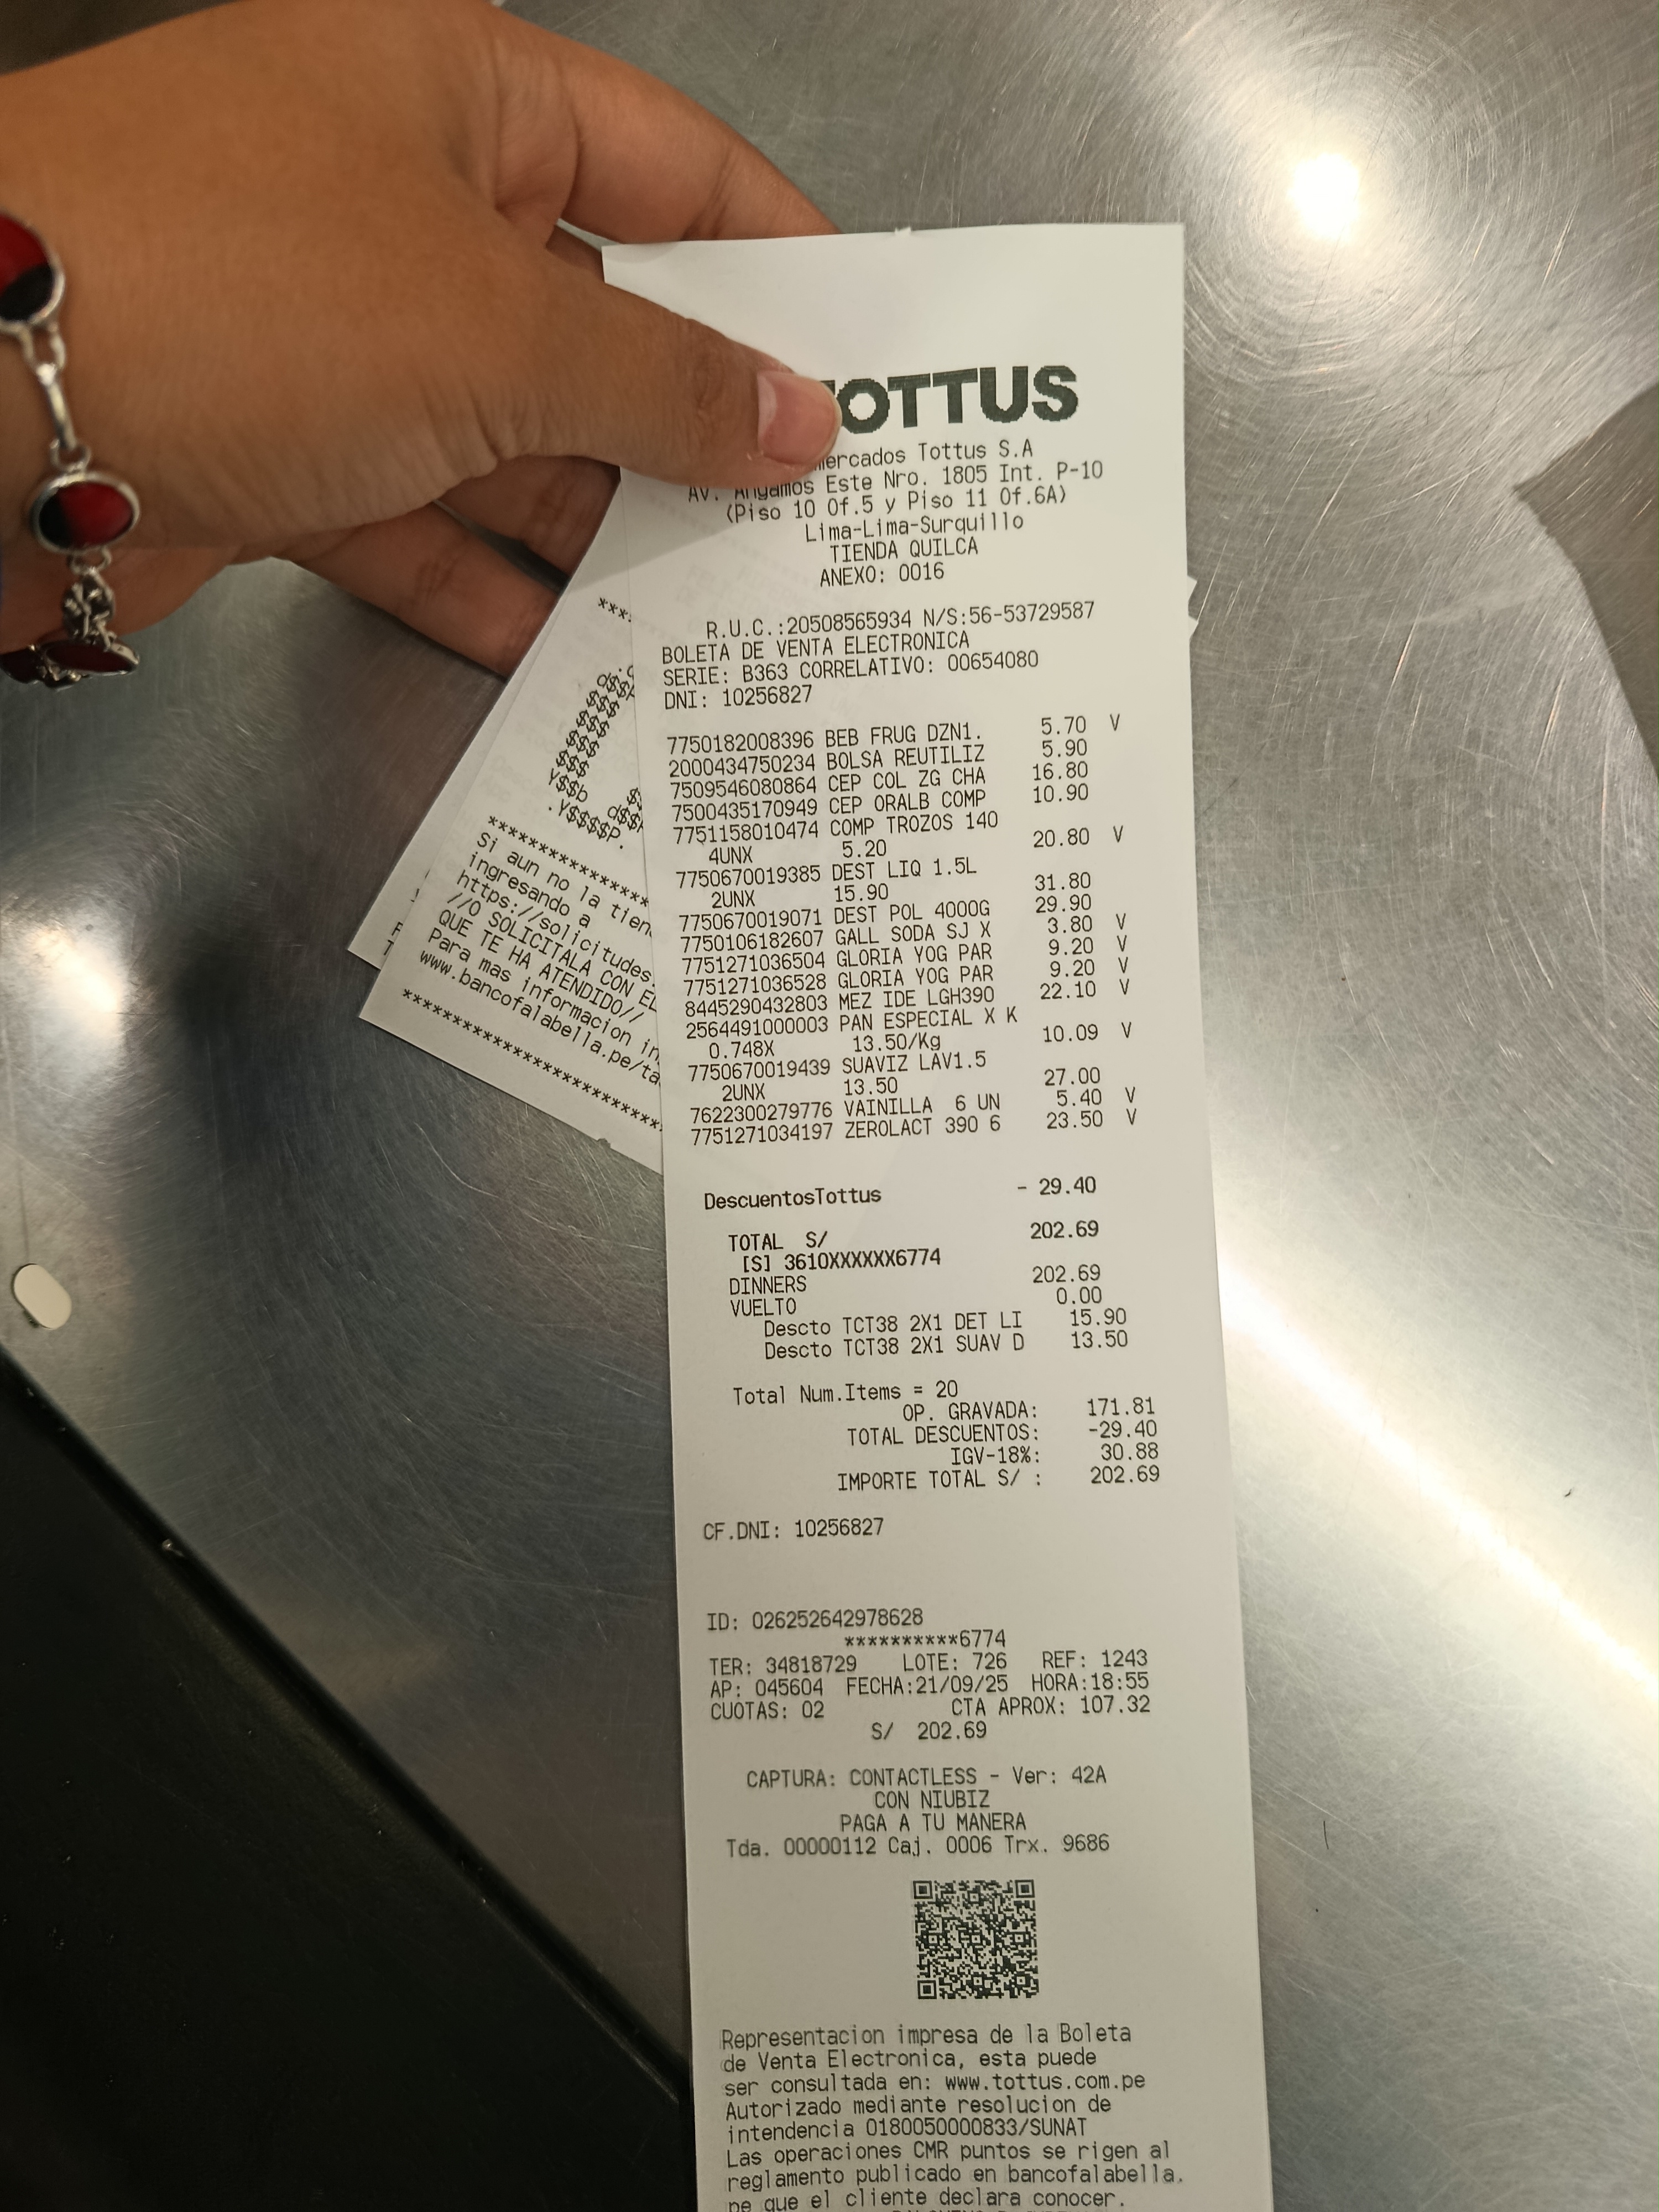 TOTTUS
mercados Tottus S.A
AV. Angamos Este Nro. 1805 Int. P-10
(Piso 10 Of.5 y Piso 11 Of.6A)
Lima-Lima-Surquillo
TIENDA QUILCA
ANEXO: 0016
R.U.C.:20508565934 N/S:56-53729587
BOLETA DE VENTA ELECTRONICA
SERIE: B363 CORRELATIVO: 00654080
DNI: 10256827
7750182008396 BEB FRUG DZN1. 5.70 V
2000434750234 BOLSA REUTILIZ 5.90
7509546080864 CEP COL ZG CHA 16.80
7500435170949 CEP ORALB COMP 10.90
7751158010474 COMP TROZOS 140
4UNX 5.20 20.80 V
7750670019385 DEST LIQ 1.5L
2UNX 15.90 31.80
7750670019071 DEST POL 4000G 29.90
7750106182607 GALL SODA SJ X 3.80 V
7751271036504 GLORIA YOG PAR 9.20 V
7751271036528 GLORIA YOG PAR 9.20 V
8445290432803 MEZ IDE LGH390 22.10 V
2564491000003 PAN ESPECIAL X K
0.748X 13.50/Kg 10.09 V
7750670019439 SUAVIZ LAV1.5
2UNX 13.50 27.00
7622300279776 VAINILLA 6 UN 5.40 V
7751271034197 ZEROLACT 390 6 23.50 V
DescuentosTottus - 29.40
TOTAL S/ 202.69
[S] 3610XXXXXX6774
DINNERS 202.69
VUELTO 0.00
Descto TCT38 2X1 DET LI 15.90
Descto TCT38 2X1 SUAV D 13.50
Total Num.Items = 20
OP. GRAVADA: 171.81
TOTAL DESCUENTOS: -29.40
IGV-18%: 30.88
IMPORTE TOTAL S/ : 202.69
CF.DNI: 10256827
ID: 026252642978628
**********6774
TER: 34818729 LOTE: 726 REF: 1243
AP: 045604 FECHA:21/09/25 HORA:18:55
CUOTAS: 02 CTA APROX: 107.32
S/ 202.69
CAPTURA: CONTACTLESS - Ver: 42A
CON NIUBIZ
PAGA A TU MANERA
Tda. 00000112 Caj. 0006 Trx. 9686
Representacion impresa de la Boleta
de Venta Electronica, esta puede
ser consultada en: www.tottus.com.pe
Autorizado mediante resolucion de
intendencia 0180050000833/SUNAT
Las operaciones CMR puntos se rigen al
reglamento publicado en bancofalabella.
pe que el cliente declara conocer.
Si aun no la tien
ingresando a
https://solicitudes.
//O SOLICITALA CON EL
QUE TE HA ATENDIDO//
Para mas informacion in
www.bancofalabella.pe/ta